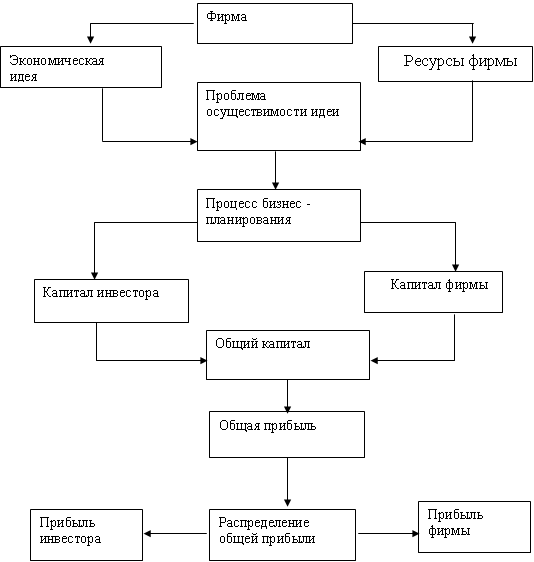 Фирма
Экономическая
идея
Ресурсы фирмы
Проблема
осуществимости идеи
Процесс бизнес -
планирования
Капитал инвестора
Капитал фирмы
Общий капитал
Общая прибыль
Прибыль
инвестора
Распределение
общей прибыли
Прибыль
фирмы